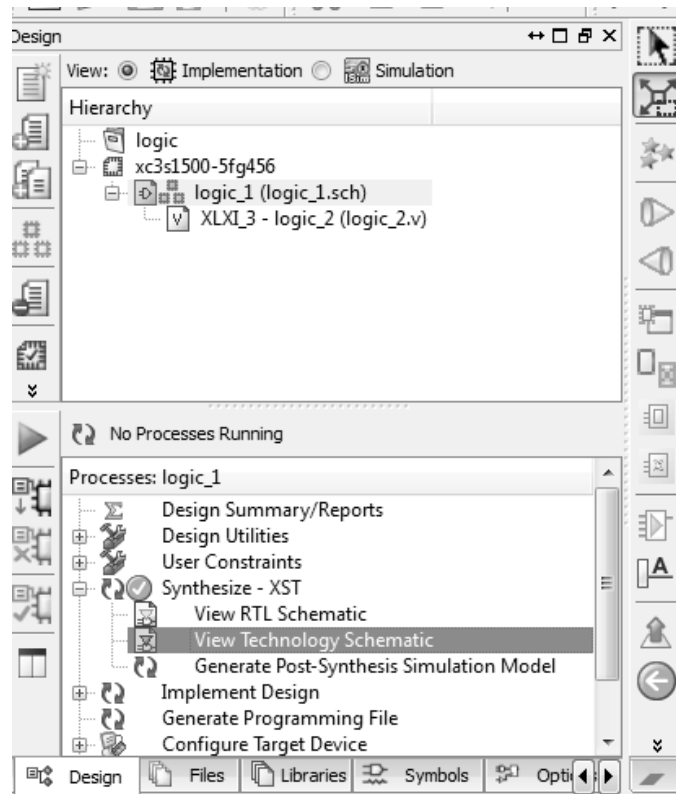 Design
View: Implementation Simulation
Hierarchy
logic
xc3s1500-5fg456
logic_1 (logic_1.sch)
V XLXI_3 - logic_2 (logic_2.v)
No Processes Running
Processes: logic_1
Σ Design Summary/Reports
Design Utilities
User Constraints
Synthesize - XST
View RTL Schematic
View Technology Schematic
Generate Post-Synthesis Simulation Model
Implement Design
Generate Programming File
Configure Target Device
Design Files Libraries Symbols Opti
A